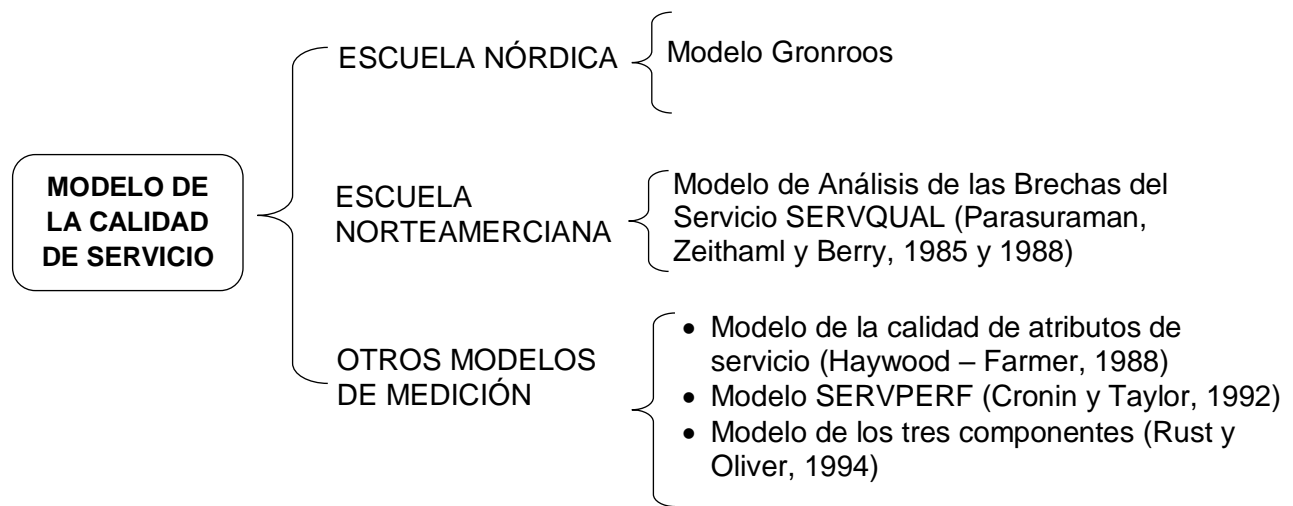 ESCUELA NÓRDICA
Modelo Gronroos
MODELO DE
LA CALIDAD
DE SERVICIO
ESCUELA
NORTEAMERCIANA
Modelo de Análisis de las Brechas del
Servicio SERVQUAL (Parasuraman,
Zeithaml y Berry, 1985 y 1988)
OTROS MODELOS
DE MEDICIÓN
• Modelo de la calidad de atributos de
servicio (Haywood – Farmer, 1988)
• Modelo SERVPERF (Cronin y Taylor, 1992)
• Modelo de los tres componentes (Rust y
Oliver, 1994)